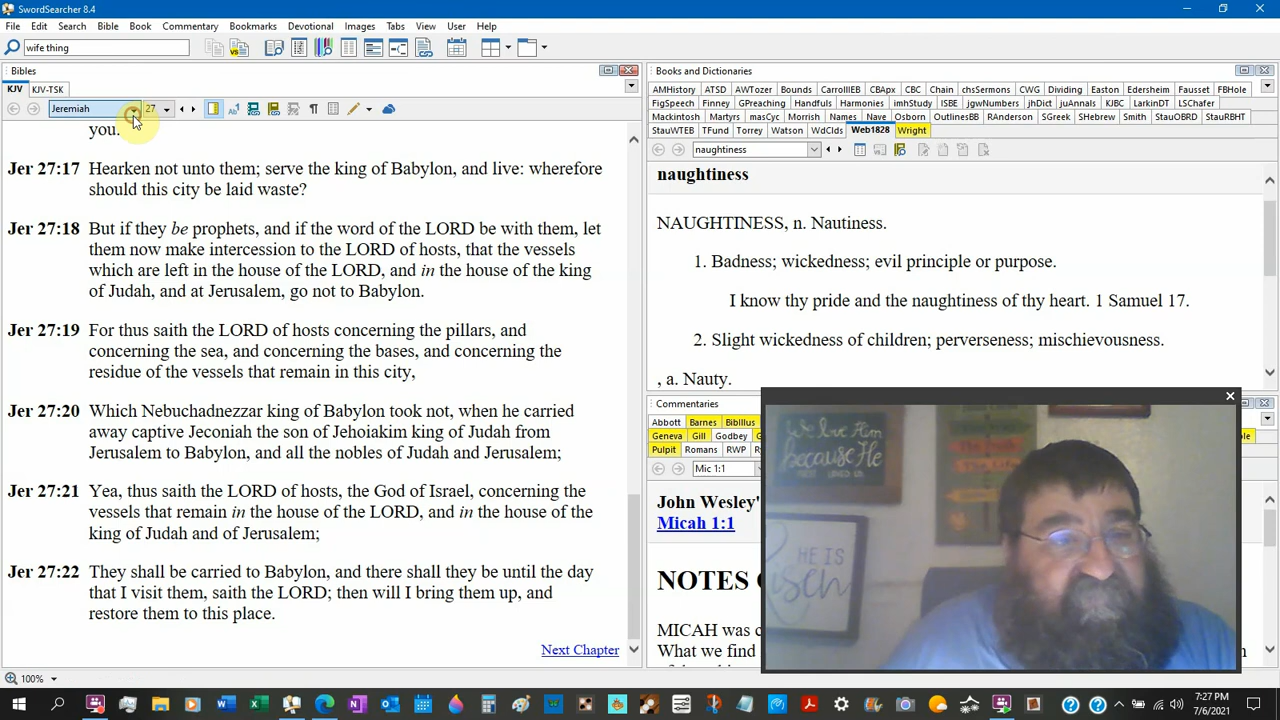 SwordSearcher 8.4
File Edit Search Bible Book Commentary Bookmarks Devotional Images Tabs View User Help
wife thing
Bibles
KJV KJV-TSK
Jeremiah 27
you.
Jer 27:17 Hearken not unto them; serve the king of Babylon, and live: wherefore
should this city be laid waste?
Jer 27:18 But if they be prophets, and if the word of the LORD be with them, let
them now make intercession to the LORD of hosts, that the vessels
which are left in the house of the LORD, and in the house of the king
of Judah, and at Jerusalem, go not to Babylon.
Jer 27:19 For thus saith the LORD of hosts concerning the pillars, and
concerning the sea, and concerning the bases, and concerning the
residue of the vessels that remain in this city,
Jer 27:20 Which Nebuchadnezzar king of Babylon took not, when he carried
away captive Jeconiah the son of Jehoiakim king of Judah from
Jerusalem to Babylon, and all the nobles of Judah and Jerusalem;
Jer 27:21 Yea, thus saith the LORD of hosts, the God of Israel, concerning the
vessels that remain in the house of the LORD, and in the house of the
king of Judah and of Jerusalem;
Jer 27:22 They shall be carried to Babylon, and there shall they be until the day
that I visit them, saith the LORD; then will I bring them up, and
restore them to this place.
Next Chapter
100%
Books and Dictionaries
AMHistory ATS AWTozer Bounds CarrollIEB CBApx CBC Chain chsSermons CWG Dividing Easton Edersheim Fausset FBHole
FigSpeech Finney GPreaching Handfuls Harmonies imhStudy ISBE jgwNumbers jhDict juAnnals KJBC LarkinDT LSChafer
Mackintosh Martyrs masCyc Morrish Names Nave Osborn OutlinesBB RAnderson SGreek SHebrew Smith StauOBRD StauRBHT
StauWTEB TFund Torrey Watson WdClds Web1828 Wright
naughtiness
naughtiness
NAUGHTINESS, n. Nautiness.
1. Badness; wickedness; evil principle or purpose.
I know thy pride and the naughtiness of thy heart. 1 Samuel 17.
2. Slight wickedness of children; perverseness; mischievousness.
, a. Nauty.
Commentaries
Abbott Barnes
Geneva Gill Godbey
Pulpit Romans RWP
Mic 1:1
John Wesley'
Micah 1:1
NOTES
MICAH was
What we find
We love Him
because He
HE IS
Risen
7:27 PM
7/6/2021